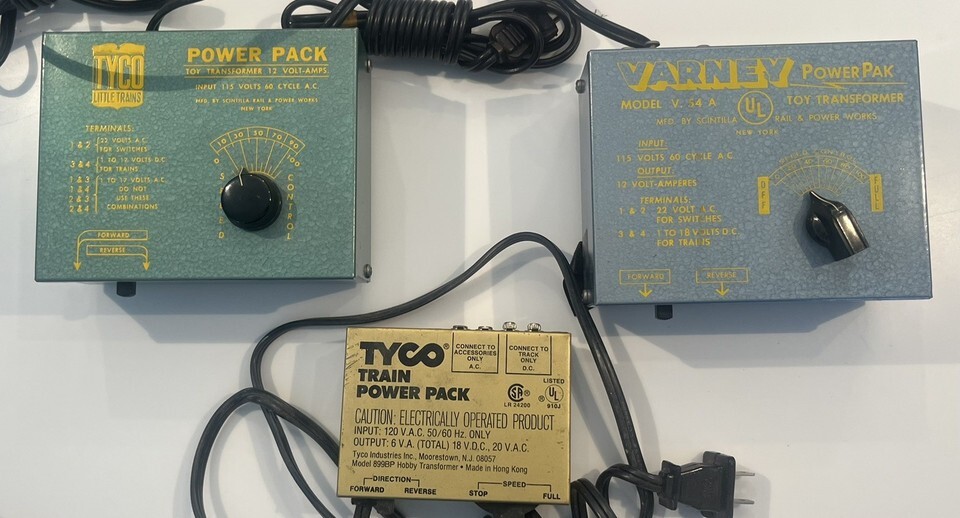 TYCO
LITTLE TRAINS
POWER PACK
TOY TRANSFORMER 12 VOLT-AMPS.
INPUT 115 VOLTS 60 CYCLE A.C.
MFD. BY SCINTILLA RAIL & POWER WORKS
NEW YORK
TERMINALS:
1 & 2 22 VOLTS A.C.
FOR SWITCHES
3 & 4 1 TO 17 VOLTS D.C.
FOR TRAINS
1 & 3 1 TO 17 VOLTS A.C.
1 & 4 DO NOT
2 & 3 USE THESE
2 & 4 COMBINATIONS
0 10 30 50 70 90 100
SPEED CONTROL
FORWARD
REVERSE
VARNEY POWER PAK
MODEL V. 54 A UL TOY TRANSFORMER
MFD. BY SCINTILLA RAIL & POWER WORKS
NEW YORK
INPUT
115 VOLTS 60 CYCLE A.C.
OUTPUT
12 VOLT-AMPERES
TERMINALS:
1 & 2 22 VOLT A.C.
FOR SWITCHES
3 & 4 1 TO 18 VOLTS D.C.
FOR TRAINS
OFF
FULL
FORWARD REVERSE
TYCO®
TRAIN
POWER PACK
CONNECT TO
ACCESSORIES
ONLY
A.C.
CONNECT TO
TRACK
ONLY
D.C.
SA
LR 24200
LISTED
® UL
910J
CAUTION: ELECTRICALLY OPERATED PRODUCT
INPUT: 120 V.A.C. 50/60 Hz. ONLY
OUTPUT: 6 V.A. (TOTAL) 18 V.D.C., 20 V.A.C.
Tyco Industries Inc., Moorestown, N.J. 08057
Model 899BP Hobby Transformer • Made in Hong Kong
DIRECTION
FORWARD REVERSE
SPEED
STOP FULL